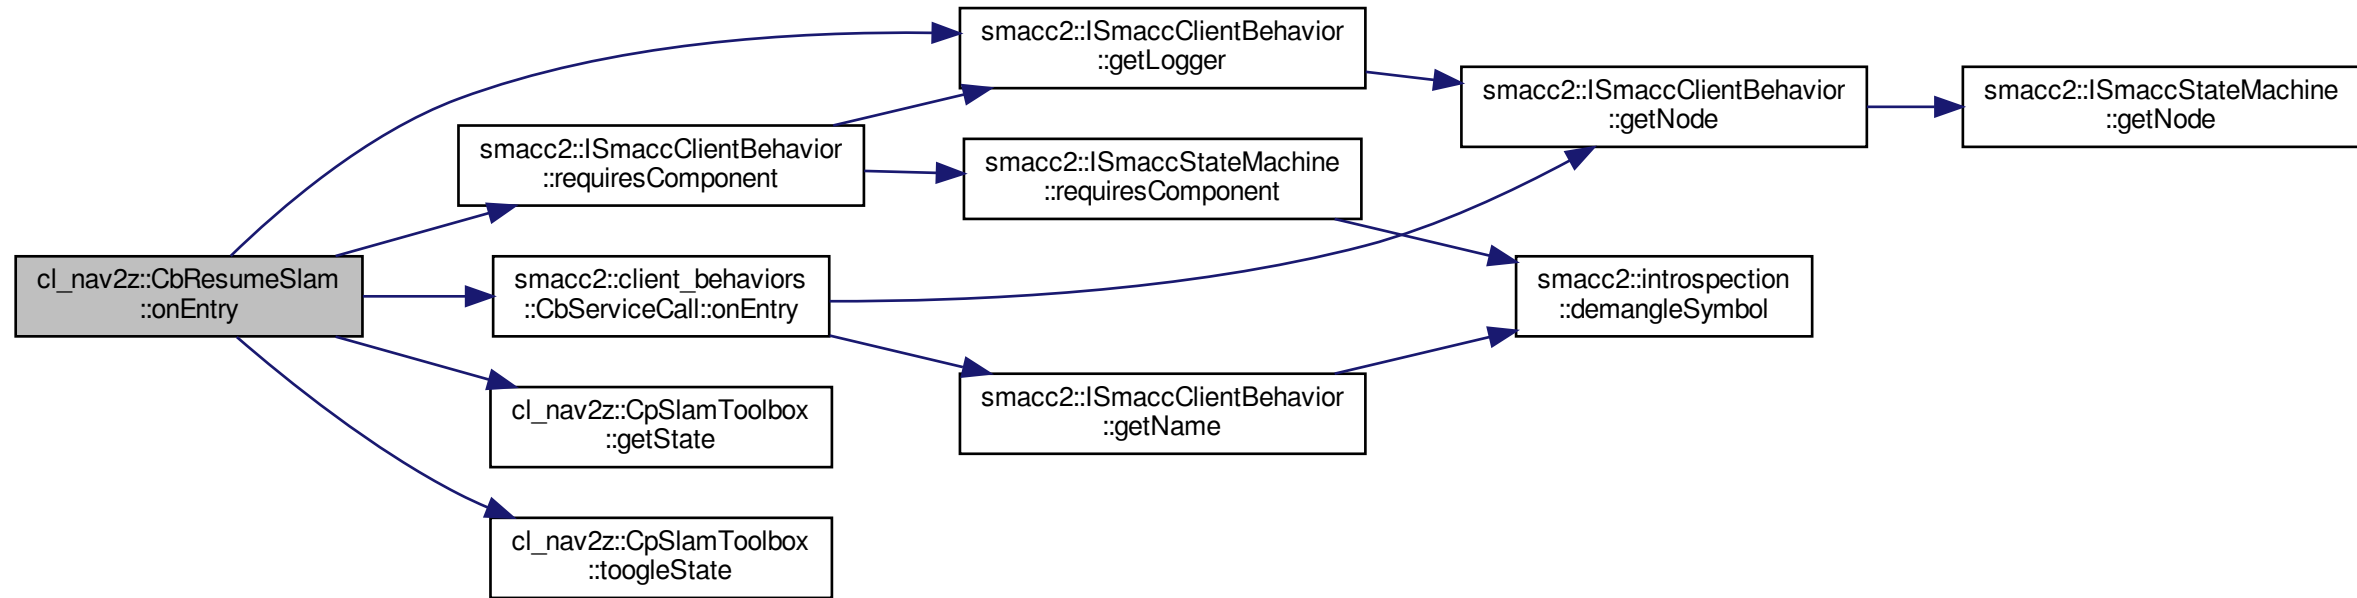 cl_nav2z::CbResumeSlam
::onEntry
smacc2::ISmaccClientBehavior
::requiresComponent
smacc2::client_behaviors
::CbServiceCall::onEntry
cl_nav2z::CpSlamToolbox
::getState
cl_nav2z::CpSlamToolbox
::toogleState
smacc2::ISmaccClientBehavior
::getLogger
smacc2::ISmaccStateMachine
::requiresComponent
smacc2::ISmaccClientBehavior
::getName
smacc2::ISmaccClientBehavior
::getNode
smacc2::introspection
::demangleSymbol
smacc2::ISmaccStateMachine
::getNode